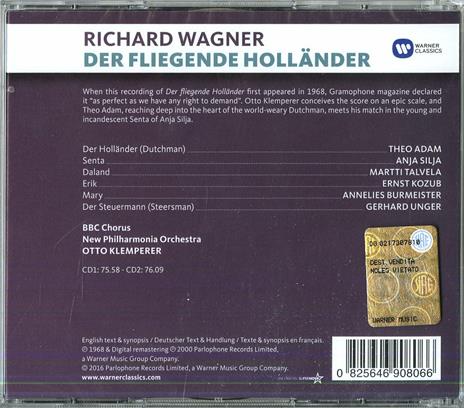 RICHARD WAGNER
DER FLIEGENDE HOLLÄNDER
WARNER
CLASSICS
When this recording of Der fliegende Holländer first appeared in 1968, Gramophone magazine declared
it "as perfect as we have any right to demand". Otto Klemperer conceives the score on an epic scale, and
Theo Adam, reaching deep into the heart of the world-weary Dutchman, meets his match in the young and
incandescent Senta of Anja Silja.
Der Holländer (Dutchman) THEO ADAM
Senta ANJA SILJA
Daland MARTTI TALVELA
Erik ERNST KOZUB
Mary ANNELIES BURMEISTER
Der Steuermann (Steersman) GERHARD UNGER
BBC Chorus
New Philharmonia Orchestra
OTTO KLEMPERER
CD1: 75.58 - CD2: 76.09
DEST. VENDITA
NOLEG. VIETATO
WARNER MUSIC
English text & synopsis / Deutscher Text & Handlung / Texte & synopsis en français.
℗ 1968 & Digital remastering ℗ 2000 Parlophone Records Limited,
a Warner Music Group Company.
© 2016 Parlophone Records Limited, a Warner Music Group Company.
www.warnerclassics.com
0 825646 908066